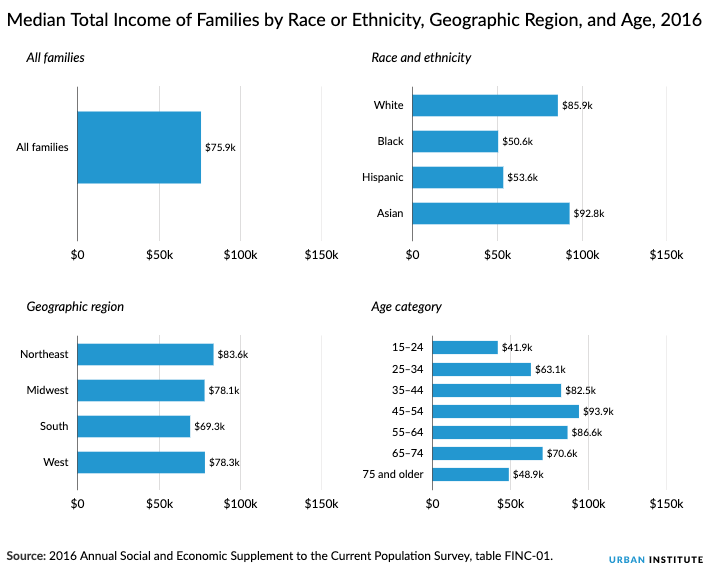 Median Total Income of Families by Race or Ethnicity, Geographic Region, and Age, 2016
All families
All families
$75.9k
$0 $50k $100k $150k
Race and ethnicity
White $85.9k
Black $50.6k
Hispanic $53.6k
Asian $92.8k
$0 $50k $100k $150k
Geographic region
Northeast $83.6k
Midwest $78.1k
South $69.3k
West $78.3k
$0 $50k $100k $150k
Age category
15–24 $41.9k
25–34 $63.1k
35–44 $82.5k
45–54 $93.9k
55–64 $86.6k
65–74 $70.6k
75 and older $48.9k
$0 $50k $100k $150k
Source: 2016 Annual Social and Economic Supplement to the Current Population Survey, table FINC-01.
URBAN INSTITUTE